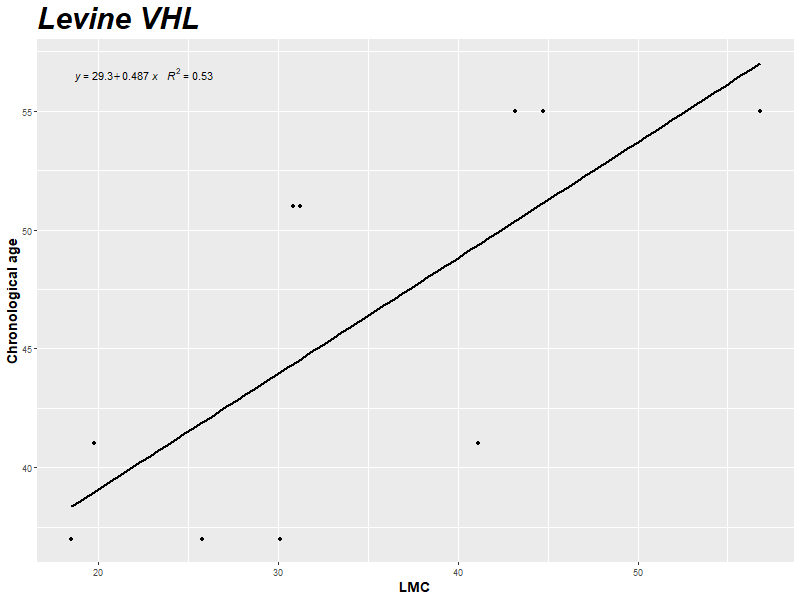 Levine VHL
y = 29.3+0.487 x R² = 0.53
55
50
45
40
Chronological age
20 30 40 50
LMC